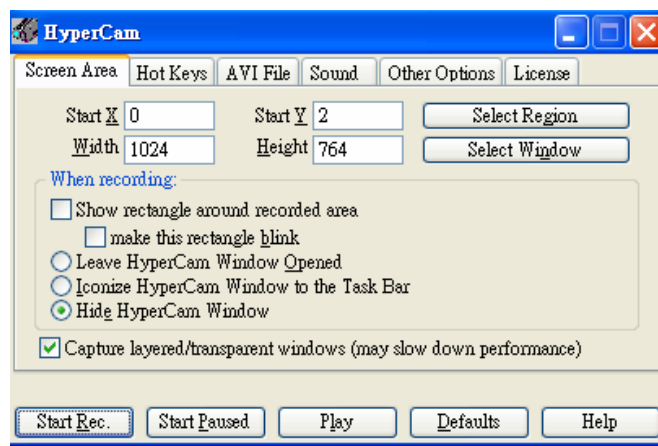 HyperCam
Screen Area Hot Keys AVI File Sound Other Options License
Start X 0 Start Y 2 Select Region
Width 1024 Height 764 Select Window
When recording:
Show rectangle around recorded area
make this rectangle blink
Leave HyperCam Window Opened
Iconize HyperCam Window to the Task Bar
Hide HyperCam Window
Capture layered/transparent windows (may slow down performance)
Start Rec. Start Paused Play Defaults Help